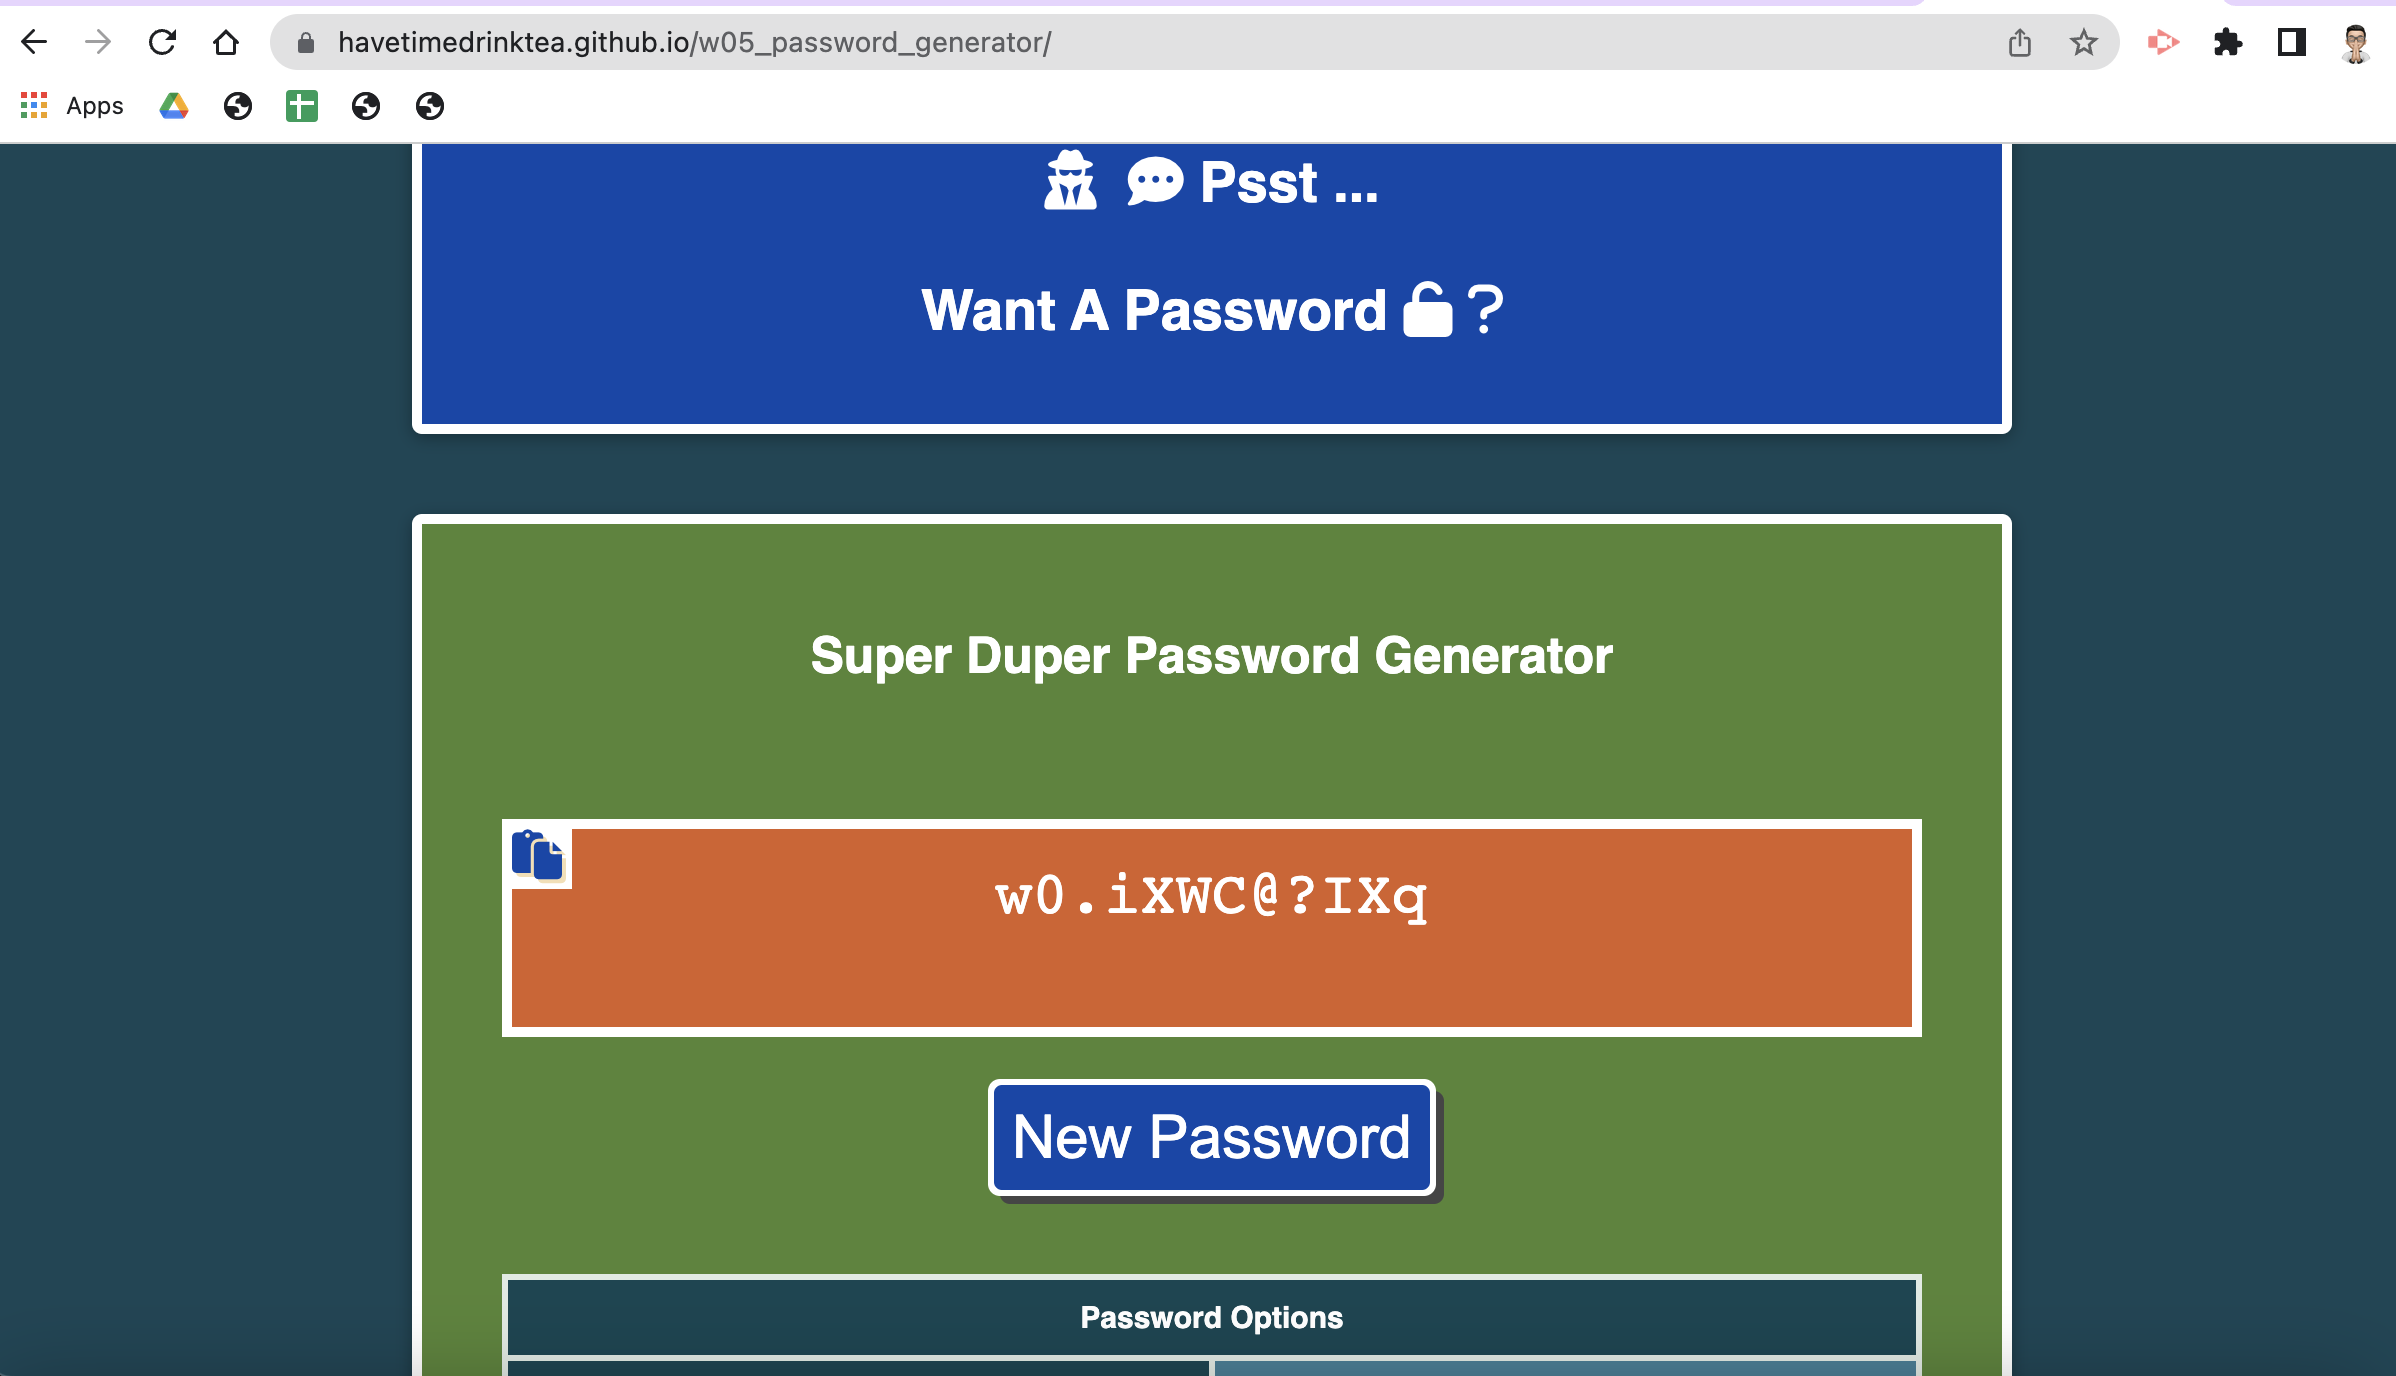 havetimedrinktea.github.io/w05_password_generator/
Apps
Psst ...
Want A Password ?
Super Duper Password Generator
w0.iXWC@?IXq
New Password
Password Options